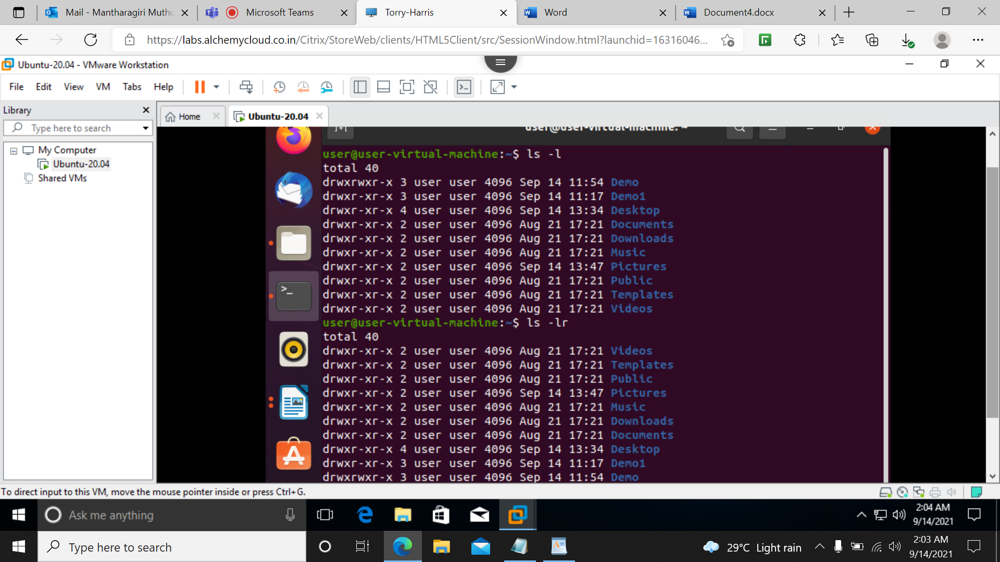 Mail - Mantharagiri Muthu
Microsoft Teams
Torry-Harris
Word
Document4.docx
https://labs.alchemycloud.co.in/Citrix/StoreWeb/clients/HTML5Client/src/SessionWindow.html?launchid=16316046...
Ubuntu-20.04 - VMware Workstation
File Edit View VM Tabs Help
Library
Home
Ubuntu-20.04
Type here to search
My Computer
Ubuntu-20.04
Shared VMs
user@user-virtual-machine: ~
user@user-virtual-machine:~$ ls -l
total 40
drwxrwxr-x 3 user user 4096 Sep 14 11:54 Demo
drwxr-xr-x 3 user user 4096 Sep 14 11:17 Demo1
drwxr-xr-x 4 user user 4096 Sep 14 13:34 Desktop
drwxr-xr-x 2 user user 4096 Aug 21 17:21 Documents
drwxr-xr-x 2 user user 4096 Aug 21 17:21 Downloads
drwxr-xr-x 2 user user 4096 Aug 21 17:21 Music
drwxr-xr-x 2 user user 4096 Sep 14 13:47 Pictures
drwxr-xr-x 2 user user 4096 Aug 21 17:21 Public
drwxr-xr-x 2 user user 4096 Aug 21 17:21 Templates
drwxr-xr-x 2 user user 4096 Aug 21 17:21 Videos
user@user-virtual-machine:~$ ls -lr
total 40
drwxr-xr-x 2 user user 4096 Aug 21 17:21 Videos
drwxr-xr-x 2 user user 4096 Aug 21 17:21 Templates
drwxr-xr-x 2 user user 4096 Aug 21 17:21 Public
drwxr-xr-x 2 user user 4096 Sep 14 13:47 Pictures
drwxr-xr-x 2 user user 4096 Aug 21 17:21 Music
drwxr-xr-x 2 user user 4096 Aug 21 17:21 Downloads
drwxr-xr-x 2 user user 4096 Aug 21 17:21 Documents
drwxr-xr-x 4 user user 4096 Sep 14 13:34 Desktop
drwxr-xr-x 3 user user 4096 Sep 14 11:17 Demo1
drwxrwxr-x 3 user user 4096 Sep 14 11:54 Demo
To direct input to this VM, move the mouse pointer inside or press Ctrl+G.
Ask me anything
2:04 AM
9/14/2021
Type here to search
29°C Light rain
2:03 AM
9/14/2021